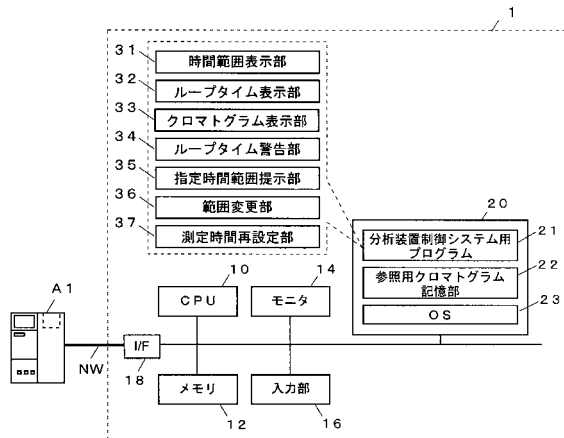 1
31
時間範囲表示部
32
ループタイム表示部
33
クロマトグラム表示部
34
ループタイム警告部
35
指定時間範囲提示部
36
範囲変更部
37
測定時間再設定部
20
分析装置制御システム用
プログラム
21
参照用クロマトグラム
記憶部
22
OS
23
10
CPU
14
モニタ
A1
NW
I/F
18
メモリ
12
入力部
16